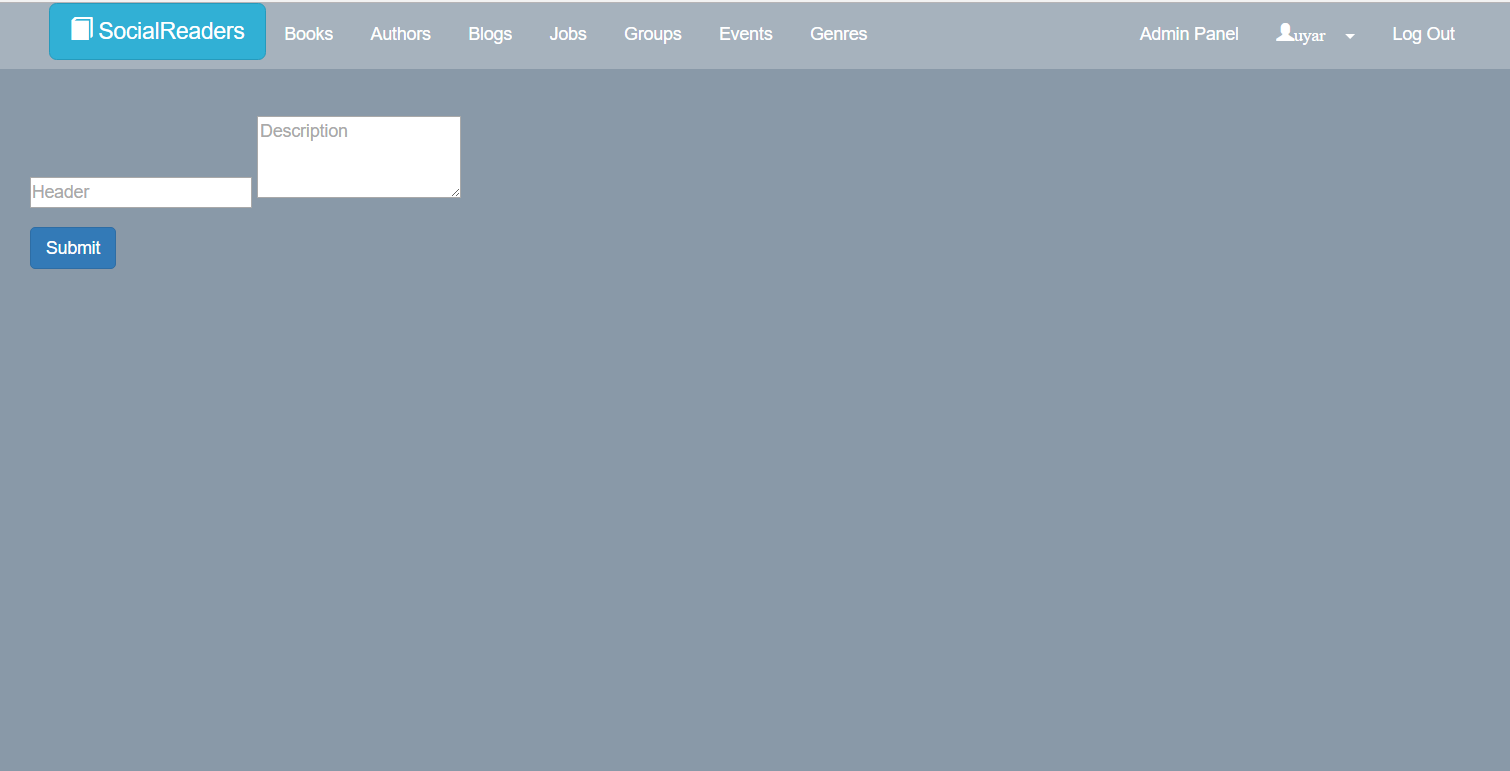 SocialReaders Books Authors Blogs Jobs Groups Events Genres Admin Panel uyar Log Out
Description
Header
Submit